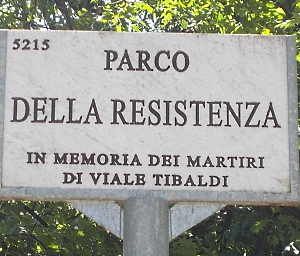 5215
PARCO
DELLA RESISTENZA
IN MEMORIA DEI MARTIRI
DI VIALE TIBALDI